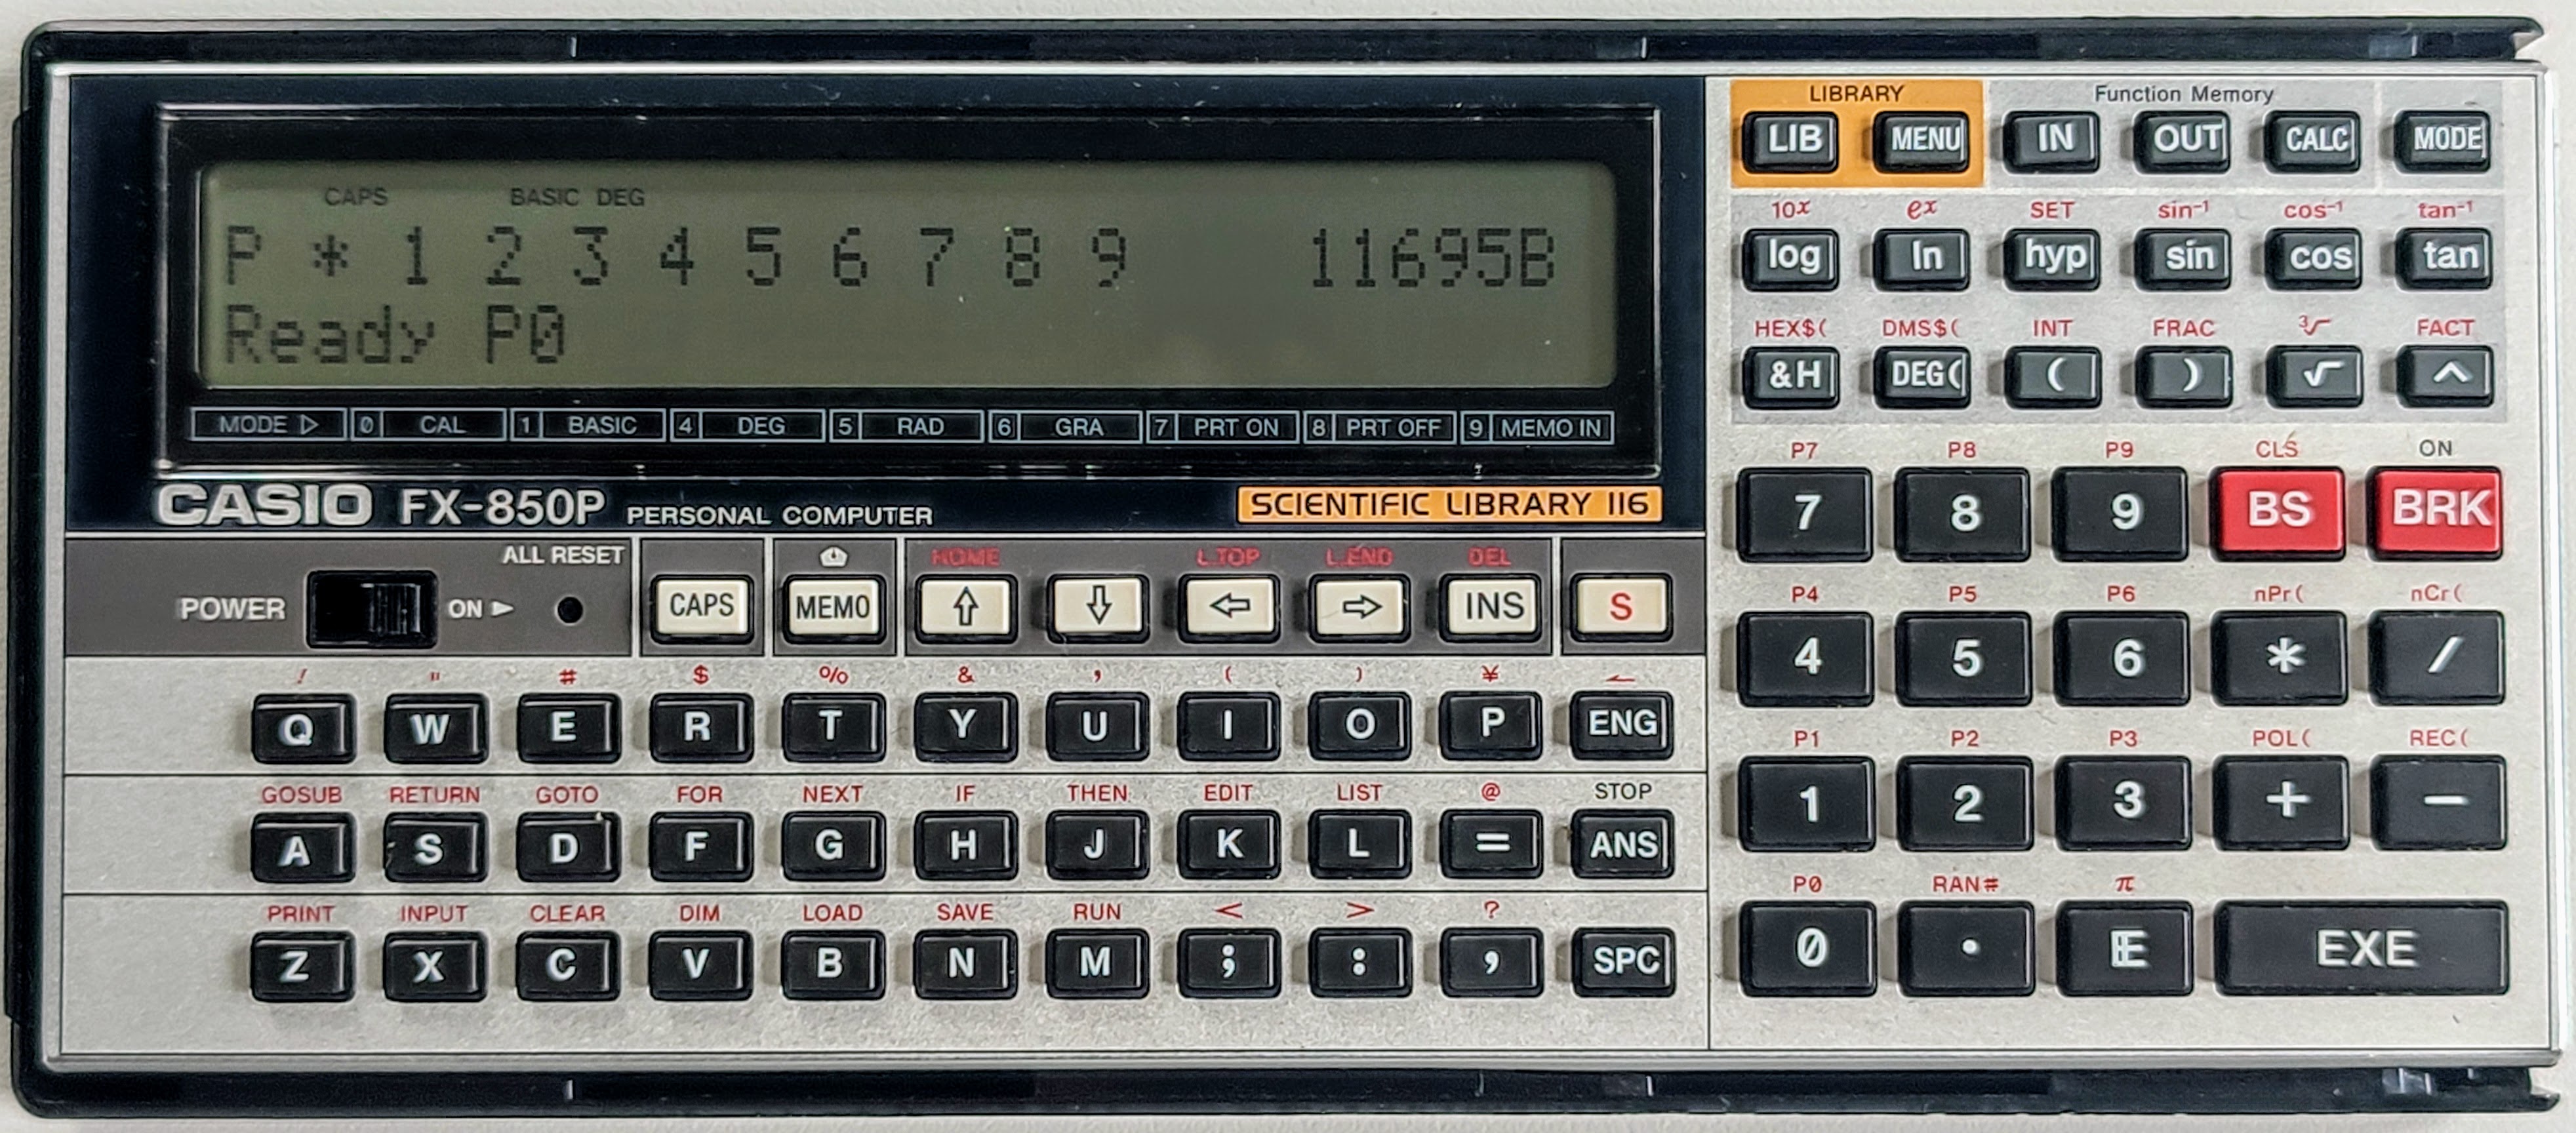 CAPS BASIC DEG
P * 1 2 3 4 5 6 7 8 9 11695B
Ready P0
MODE ▷ 0 CAL 1 BASIC 4 DEG 5 RAD 6 GRA 7 PRT ON 8 PRT OFF 9 MEMO IN
CASIO FX-850P PERSONAL COMPUTER SCIENTIFIC LIBRARY 116
ALL RESET HOME L.TOP L.END DEL
POWER ON ► CAPS MEMO ⇧ ⇩ ⇦ ⇨ INS S
! " # $ % & ' ( ) ¥
Q W E R T Y U I O P ENG
GOSUB RETURN GOTO FOR NEXT IF THEN EDIT LIST @ STOP
A S D F G H J K L = ANS
PRINT INPUT CLEAR DIM LOAD SAVE RUN < > ?
Z X C V B N M ; : , SPC
LIBRARY Function Memory
LIB MENU IN OUT CALC MODE
10ˣ eˣ SET sin⁻¹ cos⁻¹ tan⁻¹
log ln hyp sin cos tan
HEX$( DMS$( INT FRAC ³√ FACT
&H DEG( ( ) √ ^
P7 P8 P9 CLS ON
7 8 9 BS BRK
P4 P5 P6 nPr( nCr(
4 5 6 * /
P1 P2 P3 POL( REC(
1 2 3 + −
P0 RAN# π
0 • E EXE